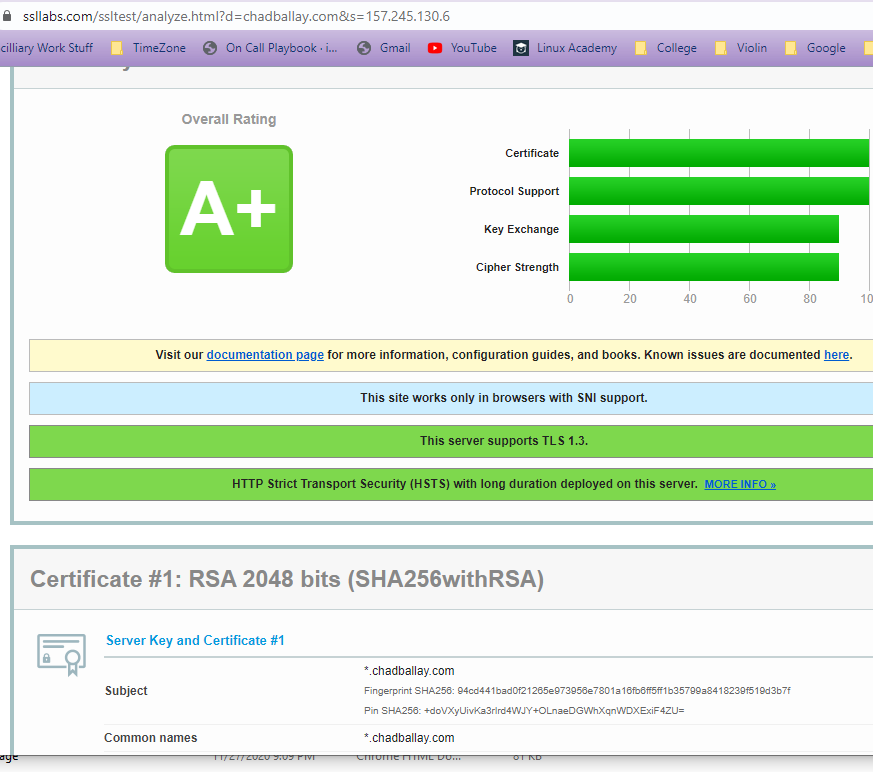 ssllabs.com/ssltest/analyze.html?d=chadballay.com&s=157.245.130.6
cilliary Work Stuff TimeZone On Call Playbook · i... Gmail YouTube Linux Academy College Violin Google
Overall Rating
A+
Certificate
Protocol Support
Key Exchange
Cipher Strength
0 20 40 60 80 10
Visit our documentation page for more information, configuration guides, and books. Known issues are documented here.
This site works only in browsers with SNI support.
This server supports TLS 1.3.
HTTP Strict Transport Security (HSTS) with long duration deployed on this server. MORE INFO »
Certificate #1: RSA 2048 bits (SHA256withRSA)
Server Key and Certificate #1
Subject
*.chadballay.com
Fingerprint SHA256: 94cd441bad0f21265e973956e7801a16fb6ff5ff1b35799a8418239f519d3b7f
Pin SHA256: +doVXyUivKa3rlrd4WJY+OLnaeDGWhXqnWDXExiF4ZU=
Common names *.chadballay.com
age 11/27/2020 9:09 PM Chrome HTML Do... 81 KB